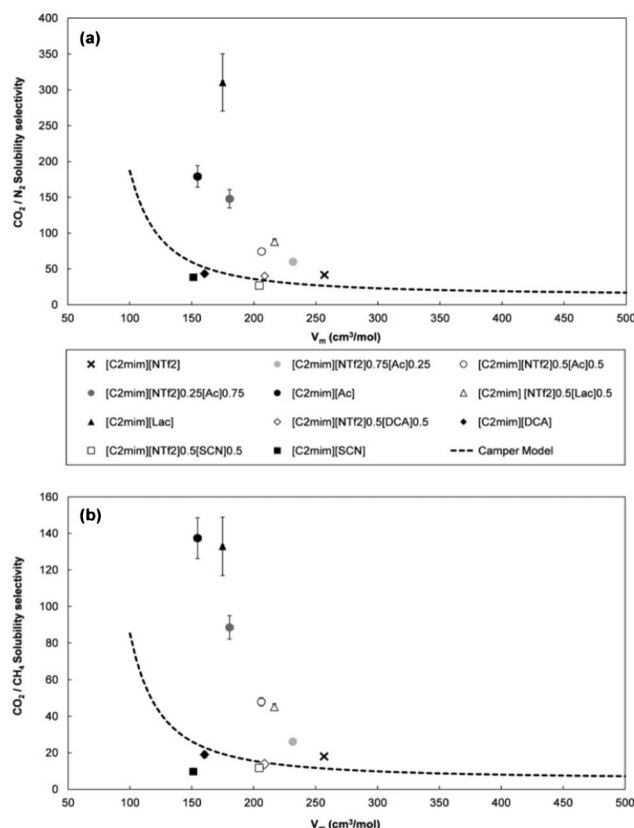 (a)
CO2 / N2 Solubility selectivity
400
350
300
250
200
150
100
50
0
50 100 150 200 250 300 350 400 450 500
Vm (cm3/mol)
[C2mim][NTf2] [C2mim][NTf2]0.75[Ac]0.25 [C2mim][NTf2]0.5[Ac]0.5
[C2mim][NTf2]0.25[Ac]0.75 [C2mim][Ac] [C2mim] [NTf2]0.5[Lac]0.5
[C2mim][Lac] [C2mim][NTf2]0.5[DCA]0.5 [C2mim][DCA]
[C2mim][NTf2]0.5[SCN]0.5 [C2mim][SCN] Camper Model
(b)
CO2 / CH4 Solubility selectivity
160
140
120
100
80
60
40
20
0
50 100 150 200 250 300 350 400 450 500
Vm (cm3/mol)